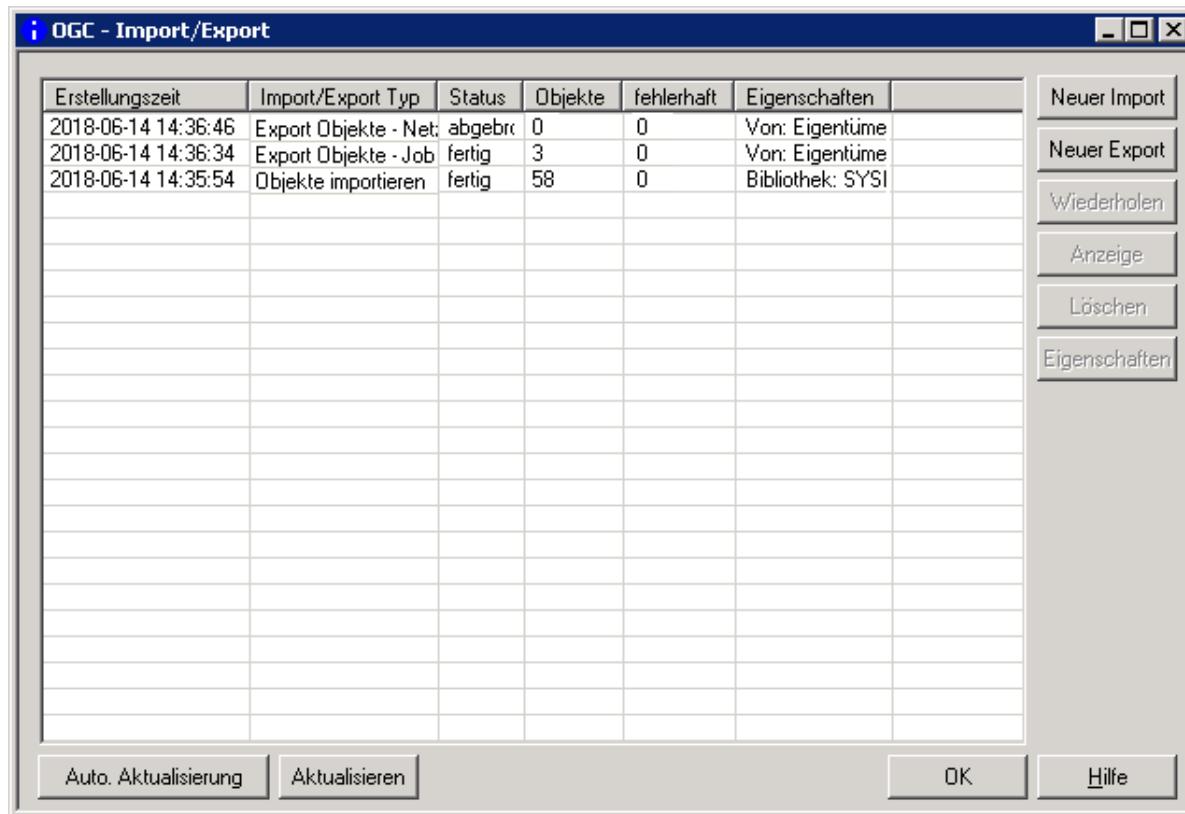 OGC - Import/Export
Erstellungszeit Import/Export Typ Status Objekte fehlerhaft Eigenschaften
2018-06-14 14:36:46 Export Objekte - Net abgebr 0 0 Von: Eigentüme
2018-06-14 14:36:34 Export Objekte - Job fertig 3 0 Von: Eigentüme
2018-06-14 14:35:54 Objekte importieren fertig 58 0 Bibliothek: SYSI
Neuer Import
Neuer Export
Wiederholen
Anzeige
Löschen
Eigenschaften
Auto. Aktualisierung Aktualisieren OK Hilfe